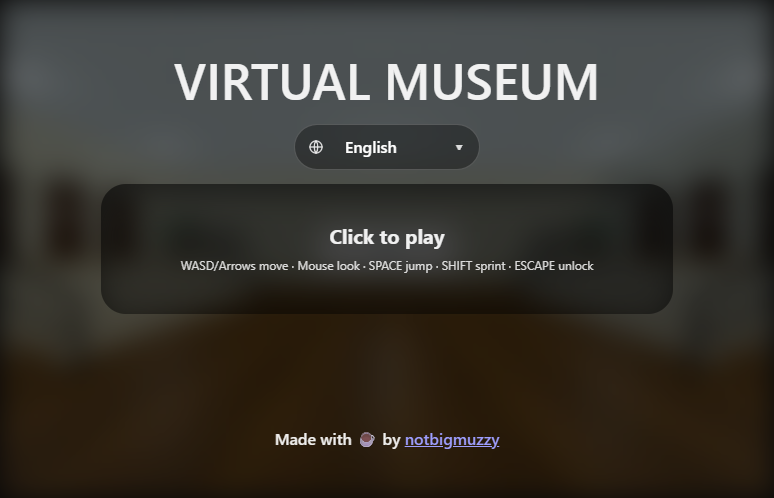 VIRTUAL MUSEUM
English
Click to play
WASD/Arrows move · Mouse look · SPACE jump · SHIFT sprint · ESCAPE unlock
Made with by notbigmuzzy